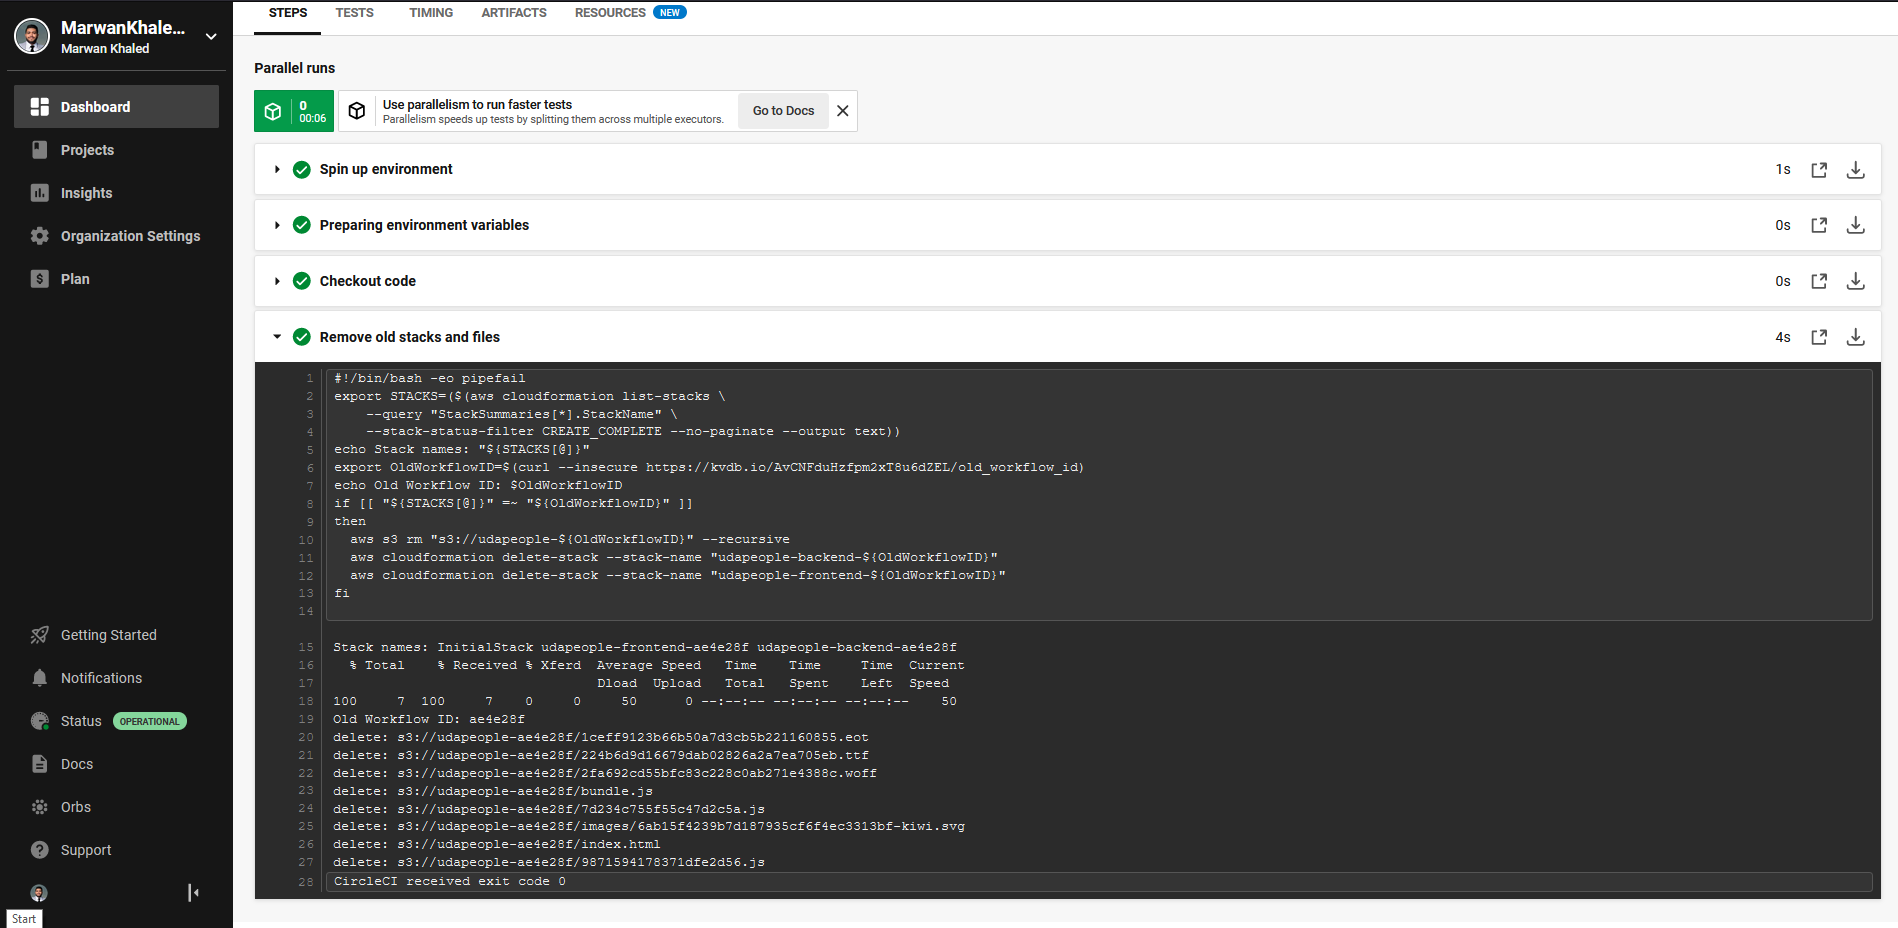 MarwanKhale...
Marwan Khaled
Dashboard
Projects
Insights
Organization Settings
Plan
Getting Started
Notifications
Status OPERATIONAL
Docs
Orbs
Support
Start
STEPS TESTS TIMING ARTIFACTS RESOURCES NEW
Parallel runs
0
00:06
Use parallelism to run faster tests
Parallelism speeds up tests by splitting them across multiple executors.
Go to Docs
Spin up environment 1s
Preparing environment variables 0s
Checkout code 0s
Remove old stacks and files 4s
1 #!/bin/bash -eo pipefail
2 export STACKS=($(aws cloudformation list-stacks \
3 --query "StackSummaries[*].StackName" \
4 --stack-status-filter CREATE_COMPLETE --no-paginate --output text))
5 echo Stack names: "${STACKS[@]}"
6 export OldWorkflowID=$(curl --insecure https://kvdb.io/AvCNFduHzfpm2xT8u6dZEL/old_workflow_id)
7 echo Old Workflow ID: $OldWorkflowID
8 if [[ "${STACKS[@]}" =~ "${OldWorkflowID}" ]]
9 then
10 aws s3 rm "s3://udapeople-${OldWorkflowID}" --recursive
11 aws cloudformation delete-stack --stack-name "udapeople-backend-${OldWorkflowID}"
12 aws cloudformation delete-stack --stack-name "udapeople-frontend-${OldWorkflowID}"
13 fi
14
15 Stack names: InitialStack udapeople-frontend-ae4e28f udapeople-backend-ae4e28f
16 % Total % Received % Xferd Average Speed Time Time Time Current
17 Dload Upload Total Spent Left Speed
18 100 7 100 7 0 0 50 0 --:--:-- --:--:-- --:--:-- 50
19 Old Workflow ID: ae4e28f
20 delete: s3://udapeople-ae4e28f/1ceff9123b66b50a7d3cb5b221160855.eot
21 delete: s3://udapeople-ae4e28f/224b6d9d16679dab02826a2a7ea705eb.ttf
22 delete: s3://udapeople-ae4e28f/2fa692cd55bfc83c228c0ab271e4388c.woff
23 delete: s3://udapeople-ae4e28f/bundle.js
24 delete: s3://udapeople-ae4e28f/7d234c755f55c47d2c5a.js
25 delete: s3://udapeople-ae4e28f/images/6ab15f4239b7d187935cf6f4ec3313bf-kiwi.svg
26 delete: s3://udapeople-ae4e28f/index.html
27 delete: s3://udapeople-ae4e28f/9871594178371dfe2d56.js
28 CircleCI received exit code 0